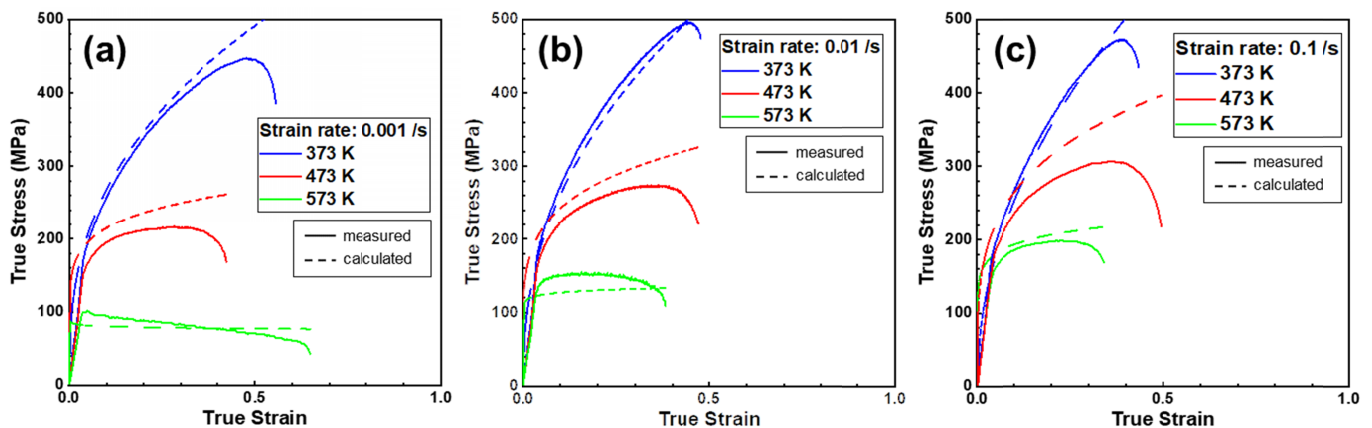 (a)
500
400
300
200
100
0
0.0
0.5
1.0
True Stress (MPa)
True Strain
Strain rate: 0.001 /s
373 K
473 K
573 K
measured
calculated
(b)
500
400
300
200
100
0
0.0
0.5
1.0
True Stress (MPa)
True Strain
Strain rate: 0.01 /s
373 K
473 K
573 K
measured
calculated
(c)
500
400
300
200
100
0
0.0
0.5
1.0
True Stress (MPa)
True Strain
Strain rate: 0.1 /s
373 K
473 K
573 K
measured
calculated